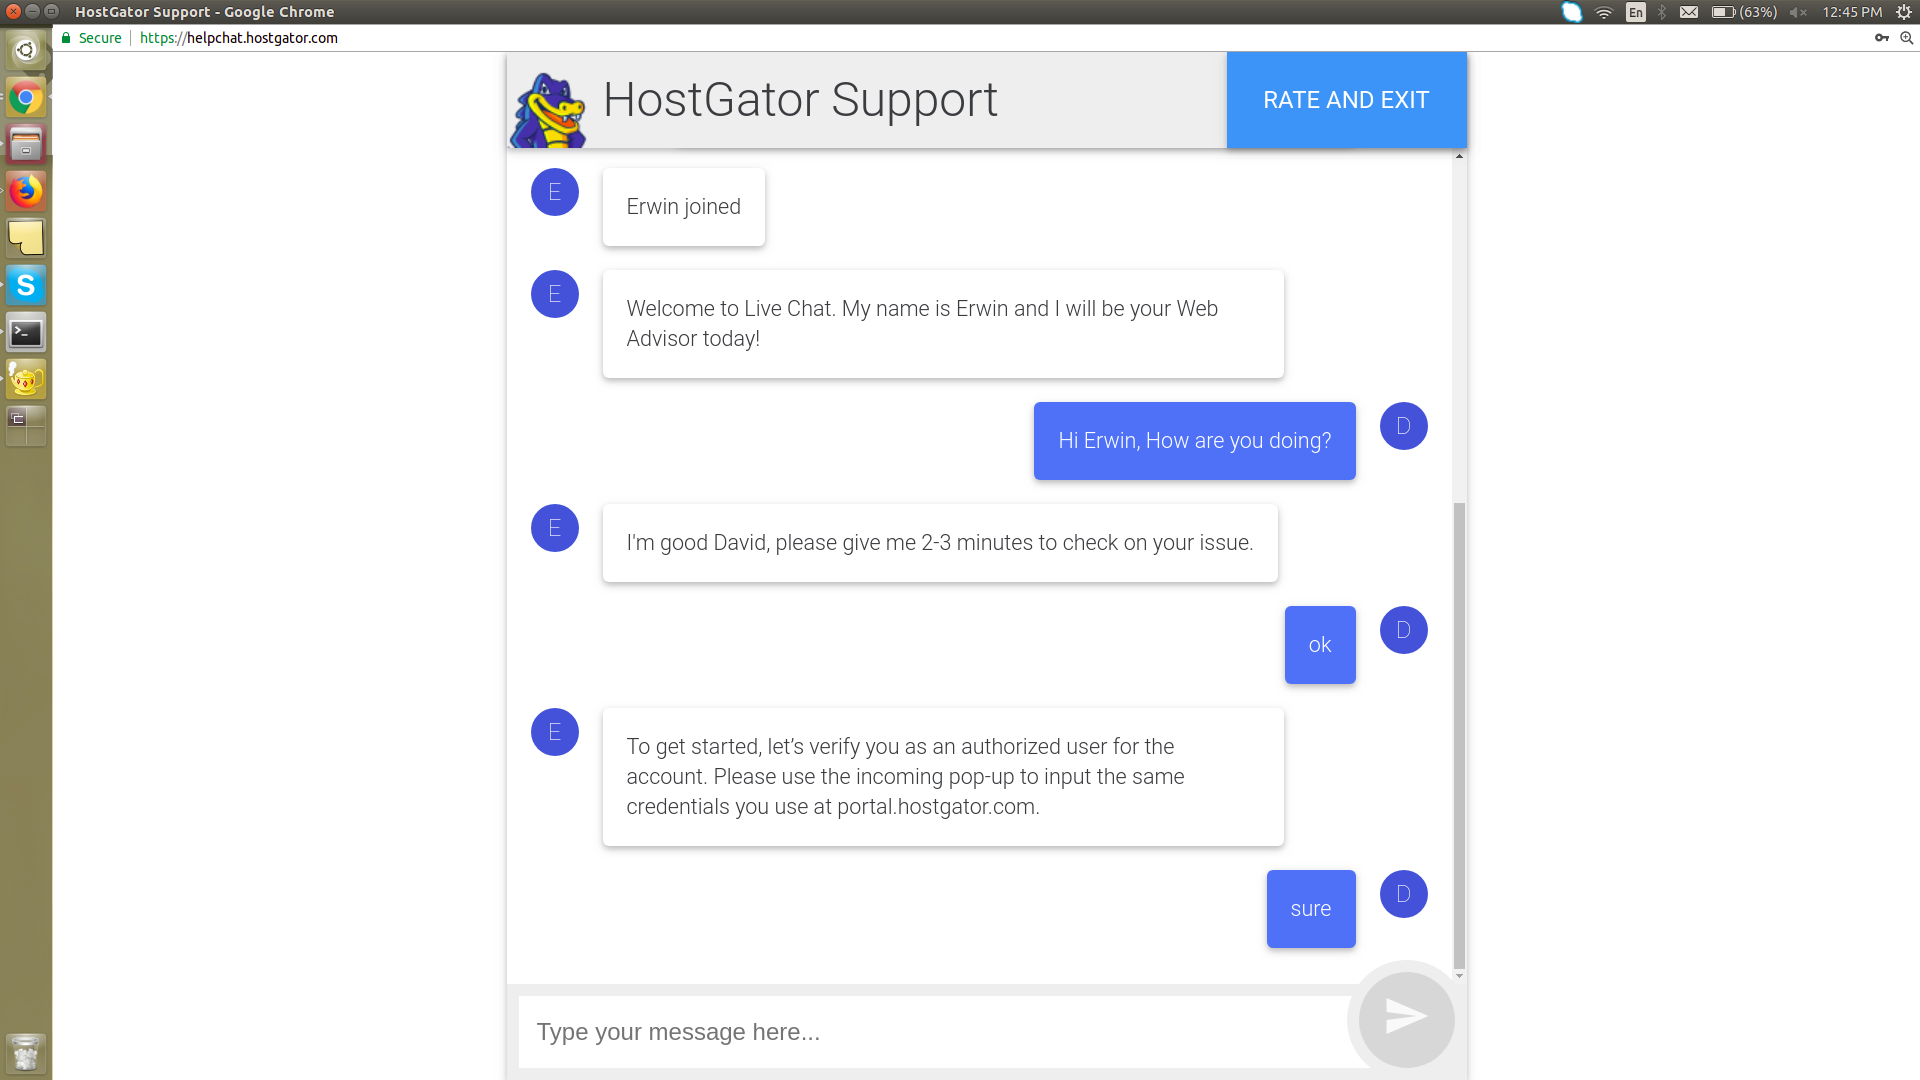 HostGator Support - Google Chrome
En
(63%)
12:45 PM
Secure
https://helpchat.hostgator.com
HostGator Support
RATE AND EXIT
E
Erwin joined
E
Welcome to Live Chat. My name is Erwin and I will be your Web
Advisor today!
Hi Erwin, How are you doing?
D
E
I'm good David, please give me 2-3 minutes to check on your issue.
ok
D
E
To get started, let’s verify you as an authorized user for the
account. Please use the incoming pop-up to input the same
credentials you use at portal.hostgator.com.
sure
D
Type your message here...
S